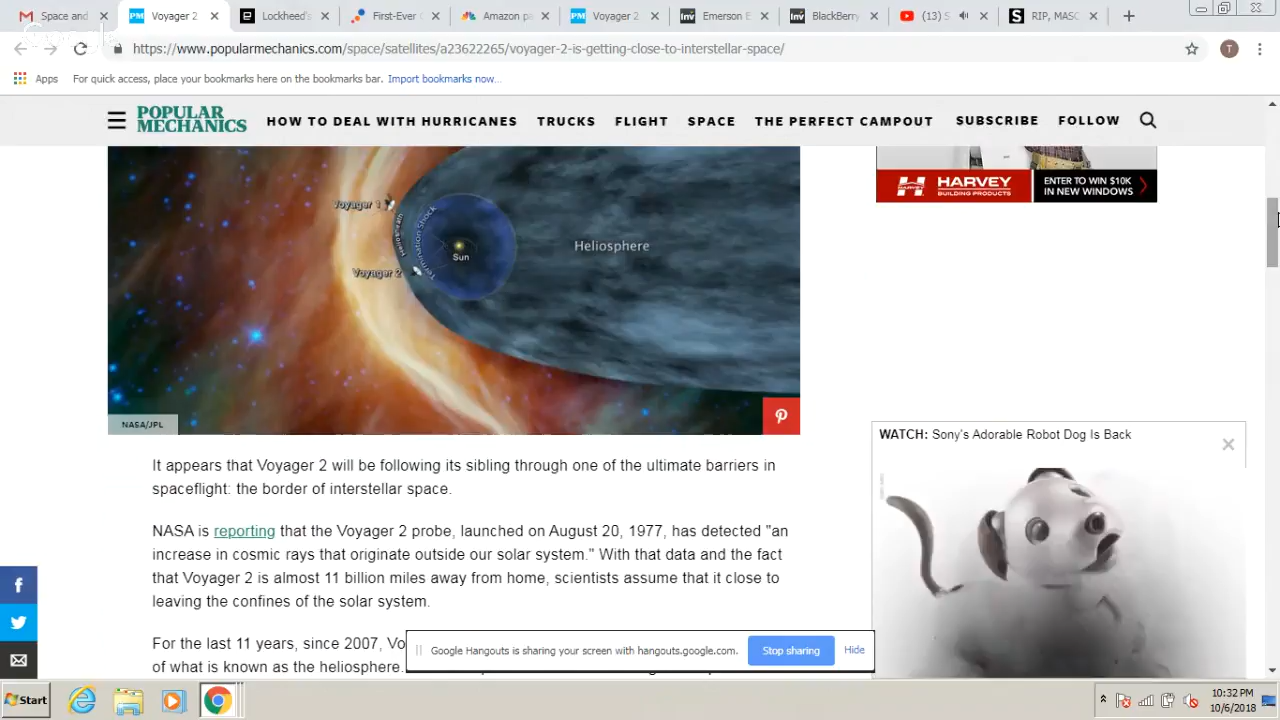 Space and
Voyager 2
Lockheed's
First-Ever
Amazon pa
Voyager 2
Emerson E
BlackBerry
(13) S
RIP, MASC
https://www.popularmechanics.com/space/satellites/a23622265/voyager-2-is-getting-close-to-interstellar-space/
T
Apps For quick access, place your bookmarks here on the bookmarks bar. Import bookmarks now...
POPULAR
MECHANICS
HOW TO DEAL WITH HURRICANES TRUCKS FLIGHT SPACE THE PERFECT CAMPOUT SUBSCRIBE FOLLOW
HARVEY
BUILDING PRODUCTS
ENTER TO WIN $10K
IN NEW WINDOWS
Voyager 1
Heliosheath
Termination Shock
Sun
Heliosphere
Voyager 2
NASA/JPL
WATCH: Sony's Adorable Robot Dog Is Back
It appears that Voyager 2 will be following its sibling through one of the ultimate barriers in
spaceflight: the border of interstellar space.
NASA is reporting that the Voyager 2 probe, launched on August 20, 1977, has detected "an
increase in cosmic rays that originate outside our solar system." With that data and the fact
that Voyager 2 is almost 11 billion miles away from home, scientists assume that it close to
leaving the confines of the solar system.
For the last 11 years, since 2007, Vo
of what is known as the heliosphere.
Google Hangouts is sharing your screen with hangouts.google.com. Stop sharing Hide
Start
10:32 PM
10/6/2018